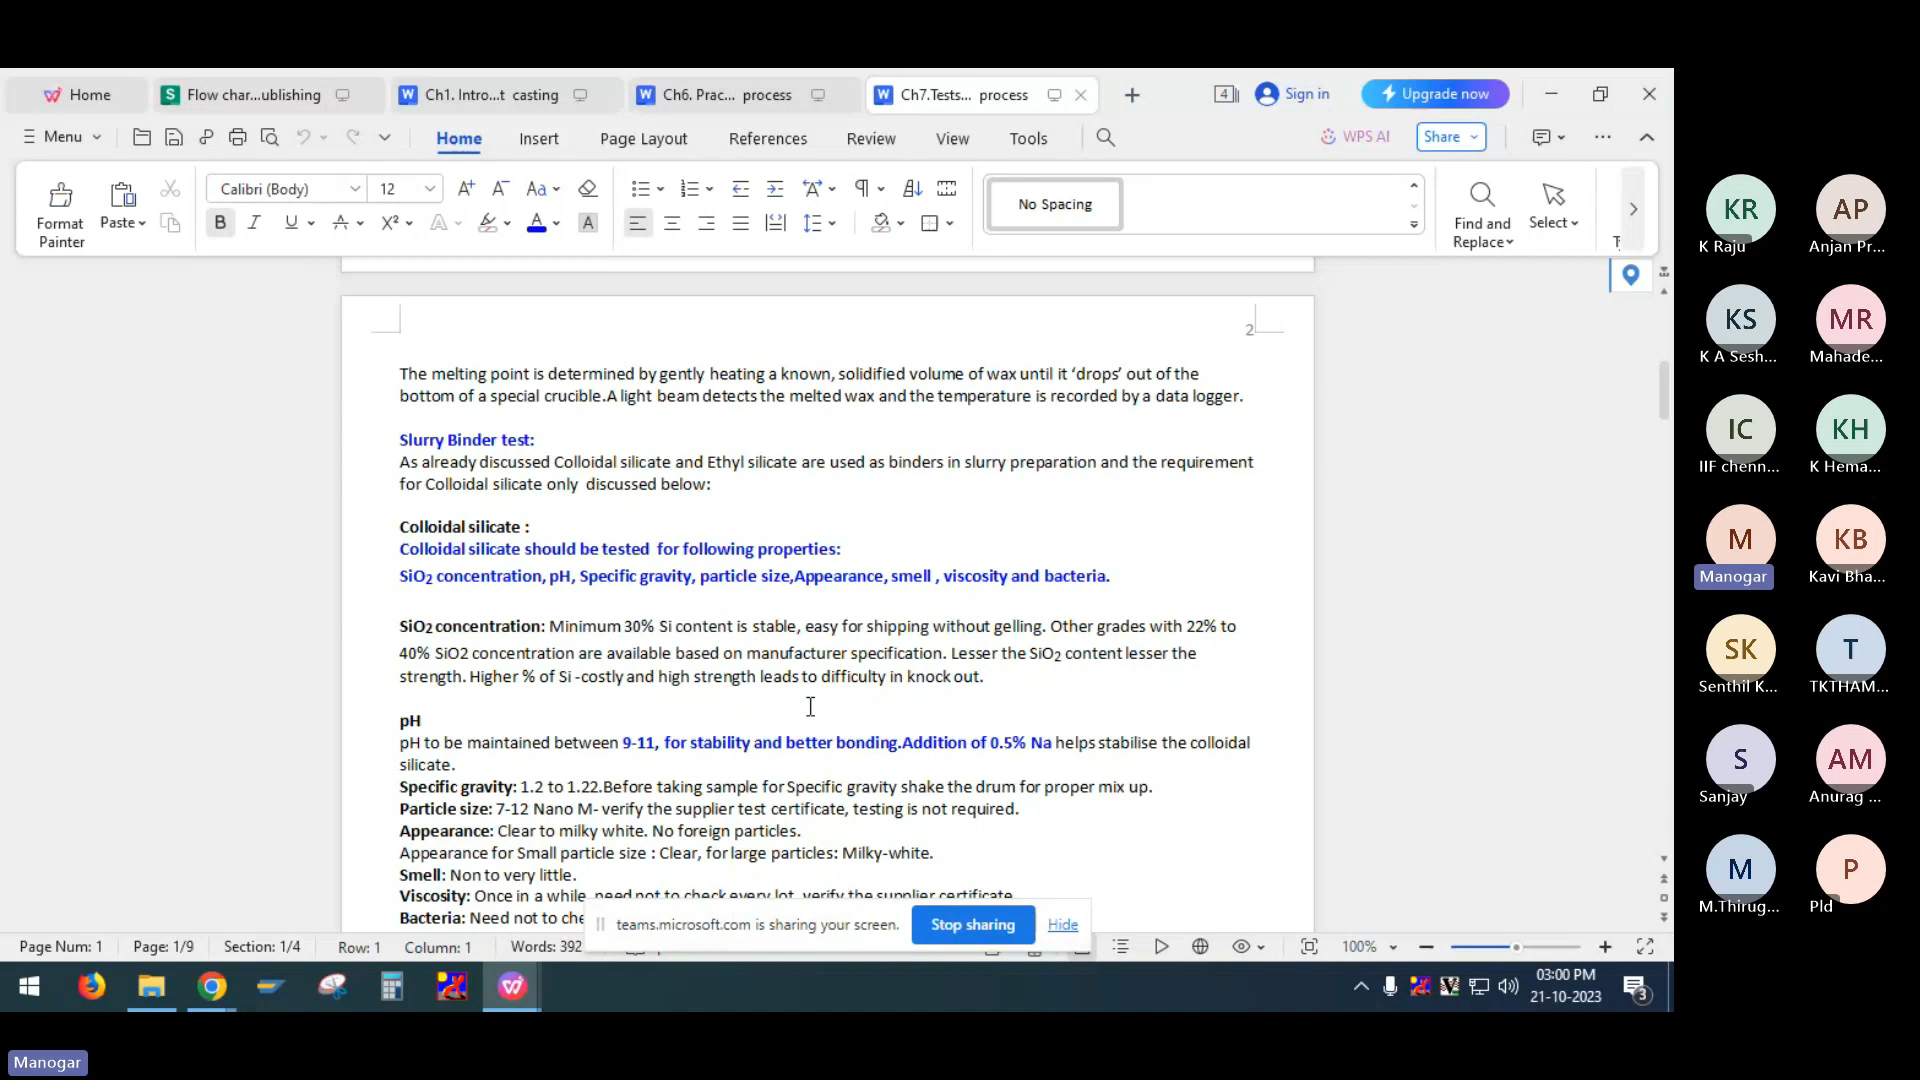 Home
Flow char...ublishing
Ch1. Intro...t casting
Ch6. Prac... process
Ch7.Tests... process
4
Sign in
Upgrade now
Menu
Home
Insert
Page Layout
References
Review
View
Tools
WPS AI
Share
Format Painter
Paste
Calibri (Body)
12
No Spacing
Find and Replace
Select
2
The melting point is determined by gently heating a known, solidified volume of wax until it ‘drops’ out of the
bottom of a special crucible.A light beam detects the melted wax and the temperature is recorded by a data logger.
Slurry Binder test:
As already discussed Colloidal silicate and Ethyl silicate are used as binders in slurry preparation and the requirement
for Colloidal silicate only discussed below:
Colloidal silicate :
Colloidal silicate should be tested for following properties:
SiO2 concentration, pH, Specific gravity, particle size,Appearance, smell , viscosity and bacteria.
SiO2 concentration: Minimum 30% Si content is stable, easy for shipping without gelling. Other grades with 22% to
40% SiO2 concentration are available based on manufacturer specification. Lesser the SiO2 content lesser the
strength. Higher % of Si -costly and high strength leads to difficulty in knock out.
pH
pH to be maintained between 9-11, for stability and better bonding.Addition of 0.5% Na helps stabilise the colloidal
silicate.
Specific gravity: 1.2 to 1.22.Before taking sample for Specific gravity shake the drum for proper mix up.
Particle size: 7-12 Nano M- verify the supplier test certificate, testing is not required.
Appearance: Clear to milky white. No foreign particles.
Appearance for Small particle size : Clear, for large particles: Milky-white.
Smell: Non to very little.
Viscosity: Once in a while, need not to check every lot, verify the supplier certificate
Bacteria: Need not to che
teams.microsoft.com is sharing your screen.
Stop sharing
Hide
Page Num: 1
Page: 1/9
Section: 1/4
Row: 1
Column: 1
Words: 392
100%
03:00 PM
21-10-2023
3
KR
K Raju
AP
Anjan Pr...
KS
K A Sesh...
MR
Mahade...
IC
IIF chenn...
KH
K Hema...
M
Manogar
KB
Kavi Bha...
SK
Senthil K...
T
TKTHAM...
S
Sanjay
AM
Anurag ...
M
M.Thirug...
P
Pld
Manogar